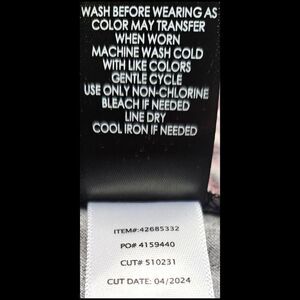 WASH BEFORE WEARING AS
COLOR MAY TRANSFER
WHEN WORN
MACHINE WASH COLD
WITH LIKE COLORS
GENTLE CYCLE
USE ONLY NON-CHLORINE
BLEACH IF NEEDED
LINE DRY
COOL IRON IF NEEDED
ITEM#:42685332
PO# 4159440
CUT# S10231
CUT DATE: 04/2024